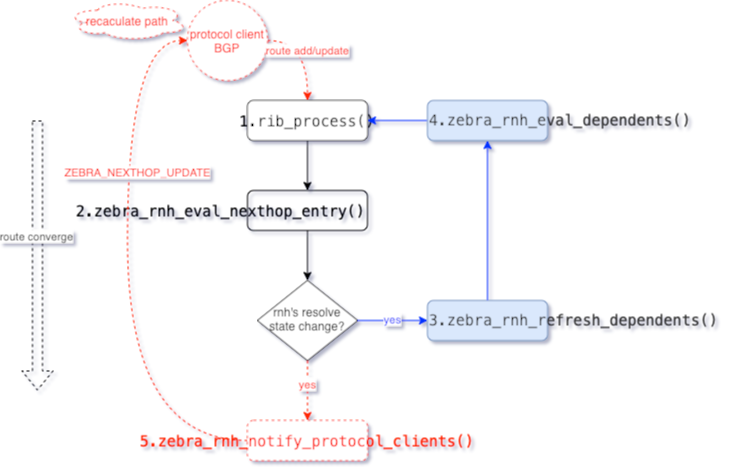 recaculate path
protocol client
BGP
route add/update
1.rib_process()
4.zebra_rnh_eval_dependents()
ZEBRA_NEXTHOP_UPDATE
2.zebra_rnh_eval_nexthop_entry()
route converge
rnh's resolve
state change?
yes
3.zebra_rnh_refresh_dependents()
yes
5.zebra_rnh_notify_protocol_clients()